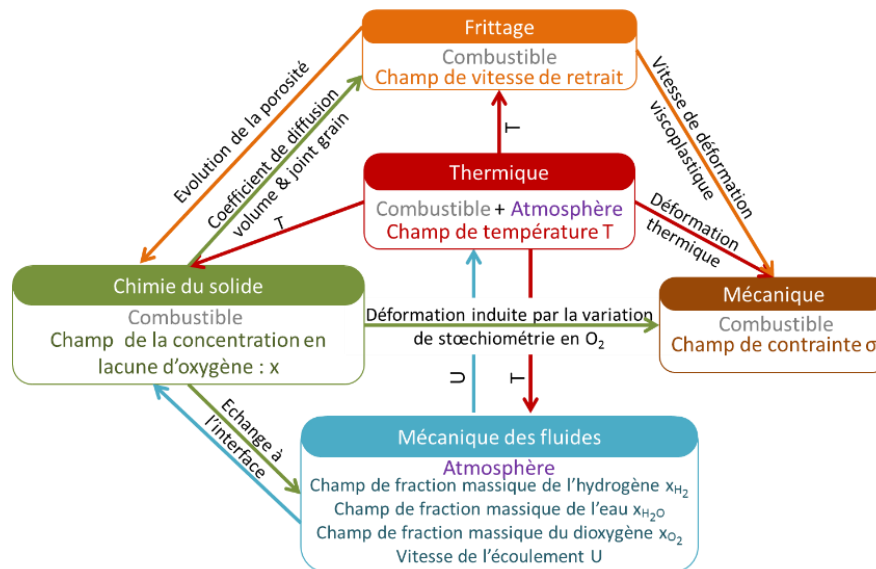 Frittage
Combustible
Champ de vitesse de retrait
Evolution de la porosité
Coefficient de diffusion
volume & joint grain
T
Vitesse de déformation
viscoplastique
Thermique
Combustible + Atmosphère
Champ de température T
T
Déformation
thermique
Chimie du solide
Combustible
Champ de la concentration en
lacune d'oxygène : x
Déformation induite par la variation
de stœchiométrie en O₂
Mécanique
Combustible
Champ de contrainte σ
U
T
Echange à
l'interface
Mécanique des fluides
Atmosphère
Champ de fraction massique de l'hydrogène x_H₂
Champ de fraction massique de l'eau x_H₂O
Champ de fraction massique du dioxygène x_O₂
Vitesse de l'écoulement U